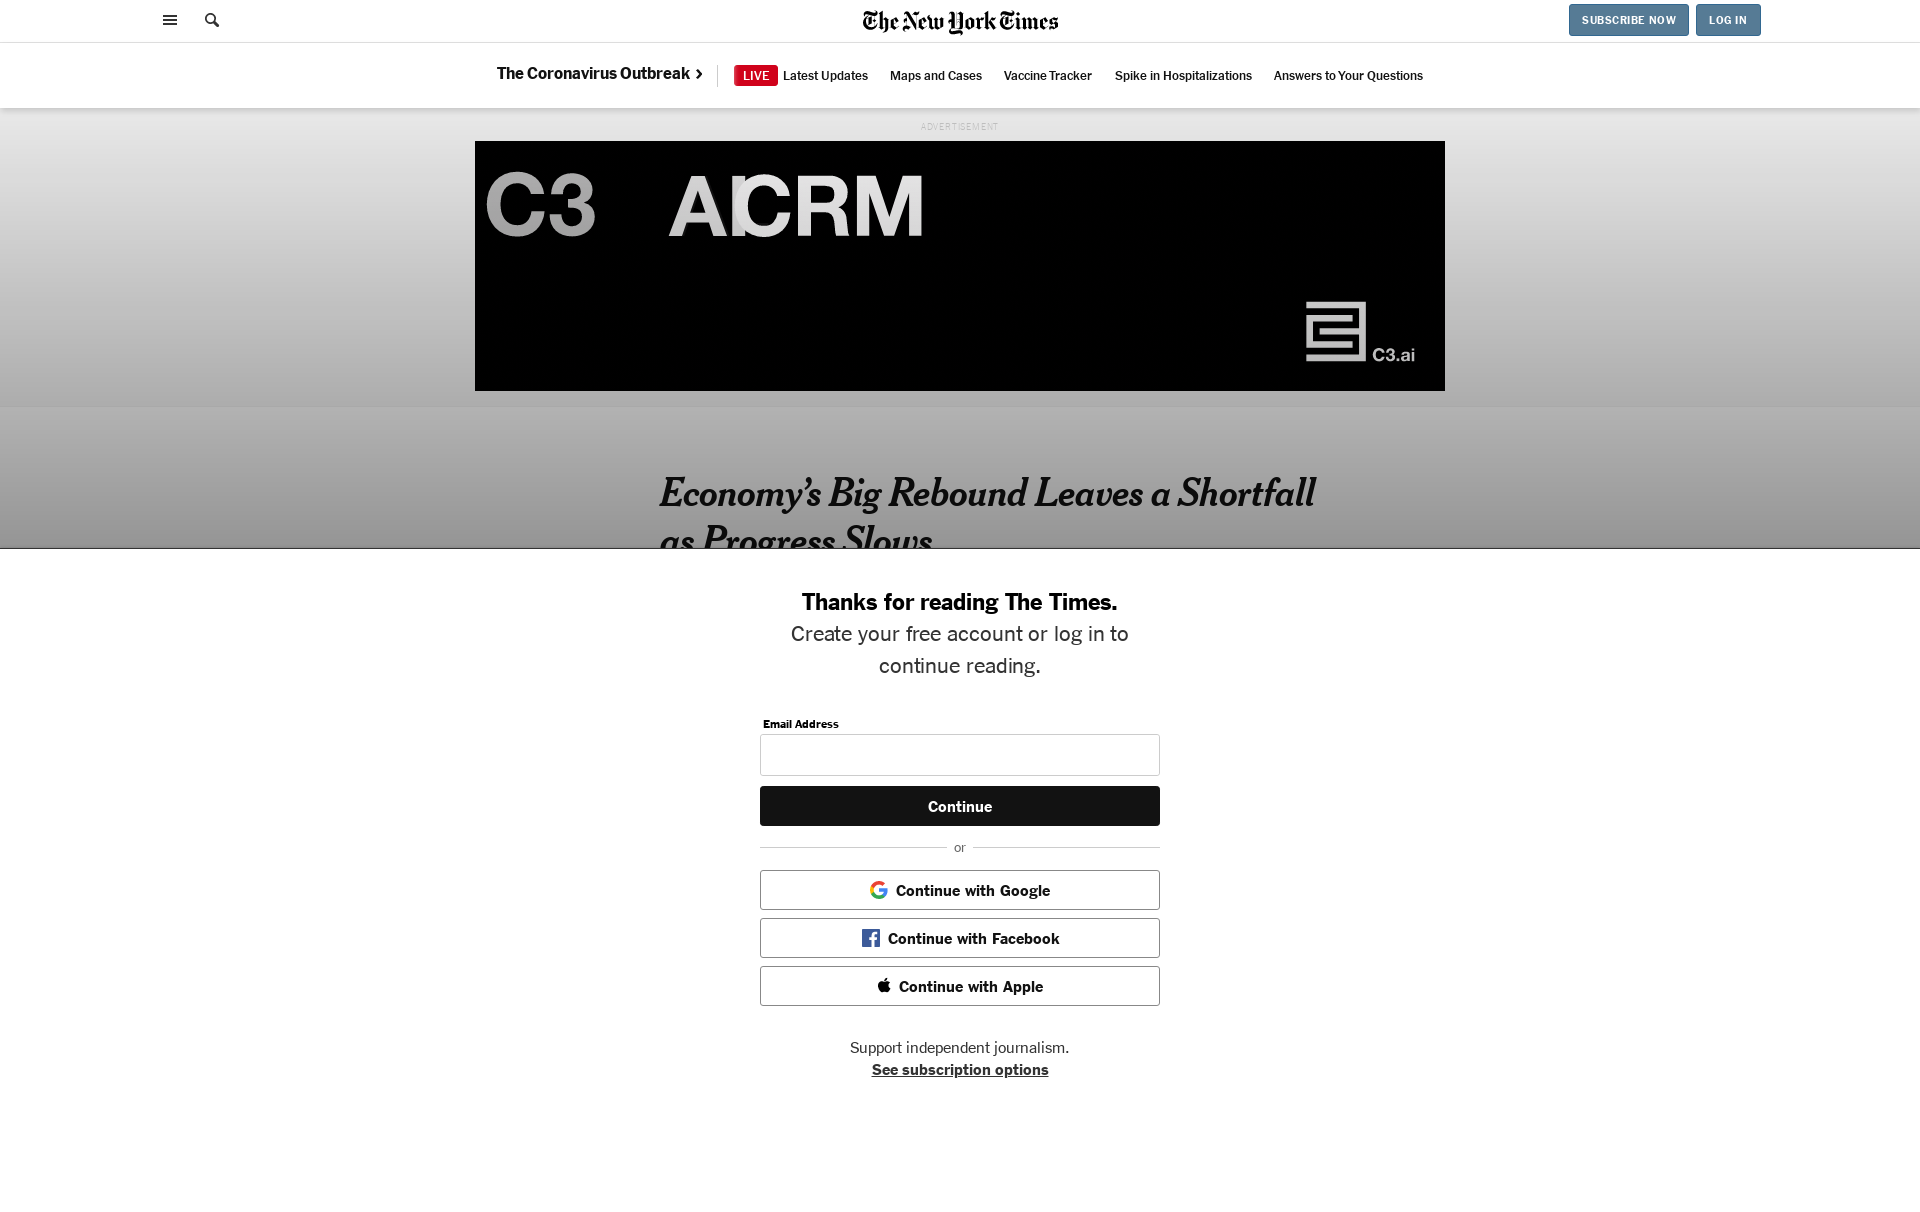 The New York Times
SUBSCRIBE NOW
LOG IN
The Coronavirus Outbreak
LIVE Latest Updates
Maps and Cases
Vaccine Tracker
Spike in Hospitalizations
Answers to Your Questions
ADVERTISEMENT
C3 AI CRM
C3.ai
Economy’s Big Rebound Leaves a Shortfall
as Progress Slows
Thanks for reading The Times.
Create your free account or log in to
continue reading.
Email Address
Continue
or
Continue with Google
Continue with Facebook
Continue with Apple
Support independent journalism.
See subscription options